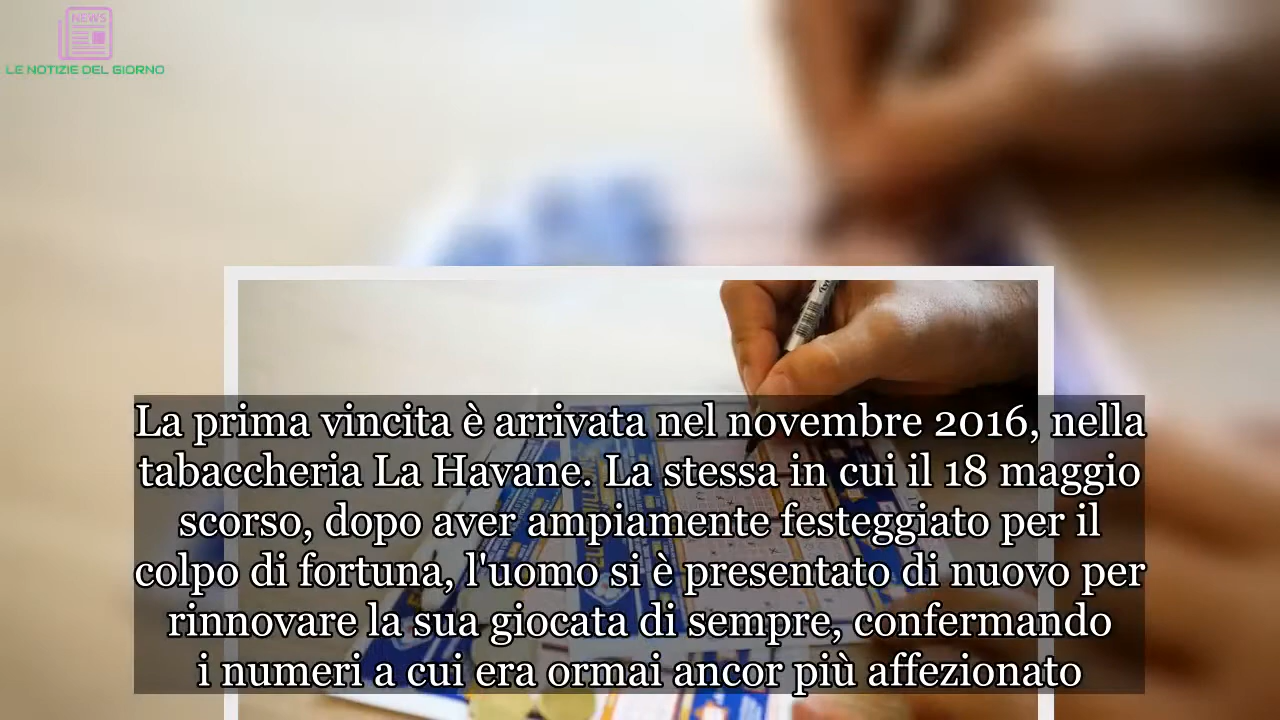 NEWS
LE NOTIZIE DEL GIORNO
La prima vincita è arrivata nel novembre 2016, nella
tabaccheria La Havane. La stessa in cui il 18 maggio
scorso, dopo aver ampiamente festeggiato per il
colpo di fortuna, l'uomo si è presentato di nuovo per
rinnovare la sua giocata di sempre, confermando
i numeri a cui era ormai ancor più affezionato